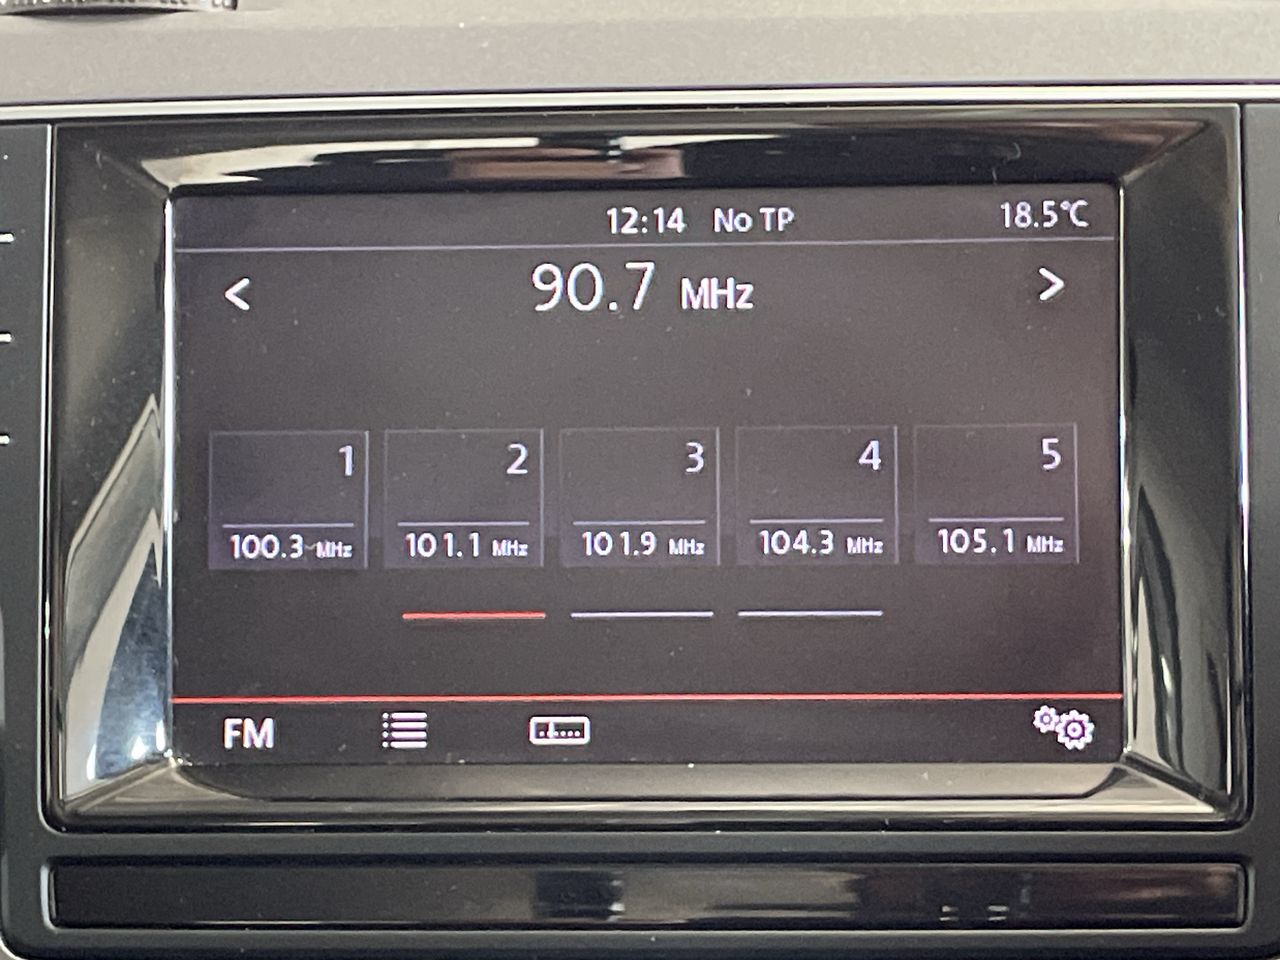 12:14 No TP 18.5°C
< 90.7 MHz >
1 2 3 4 5
100.3 MHz 101.1 MHz 101.9 MHz 104.3 MHz 105.1 MHz
FM